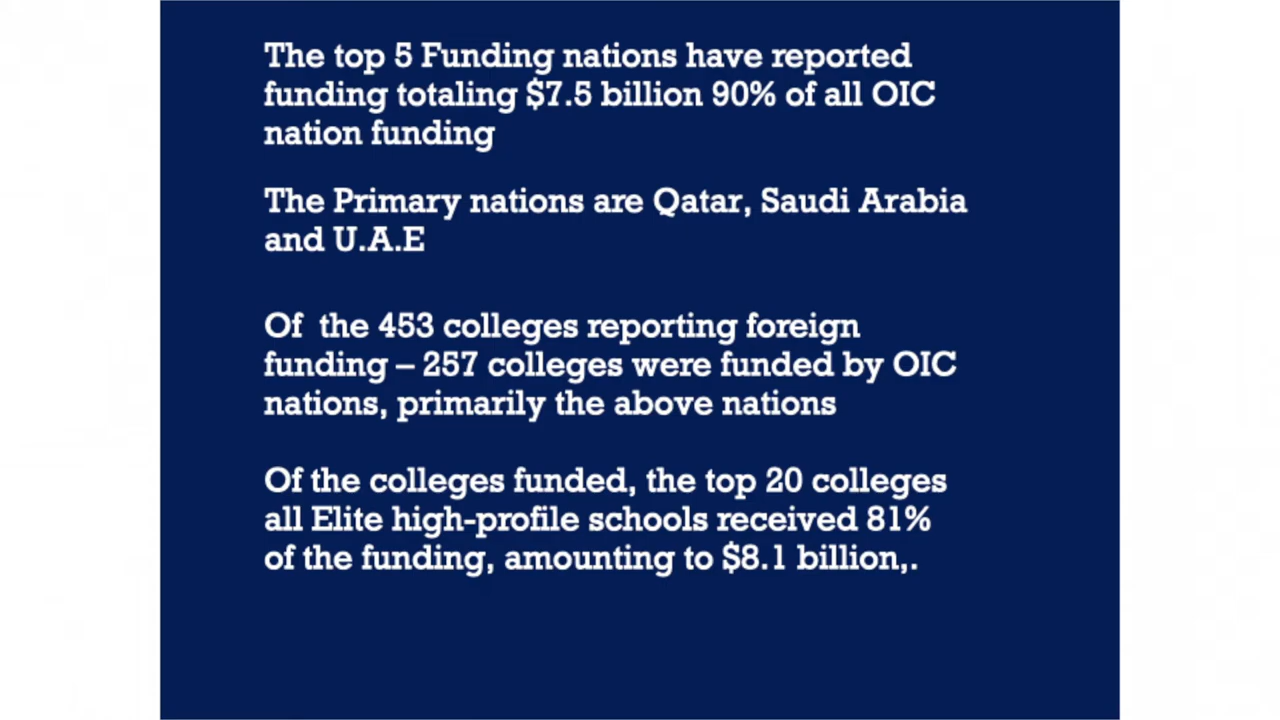 The top 5 Funding nations have reported
funding totaling $7.5 billion 90% of all OIC
nation funding
The Primary nations are Qatar, Saudi Arabia
and U.A.E
Of  the 453 colleges reporting foreign
funding – 257 colleges were funded by OIC
nations, primarily the above nations
Of the colleges funded, the top 20 colleges
all Elite high-profile schools received 81%
of the funding, amounting to $8.1 billion,.